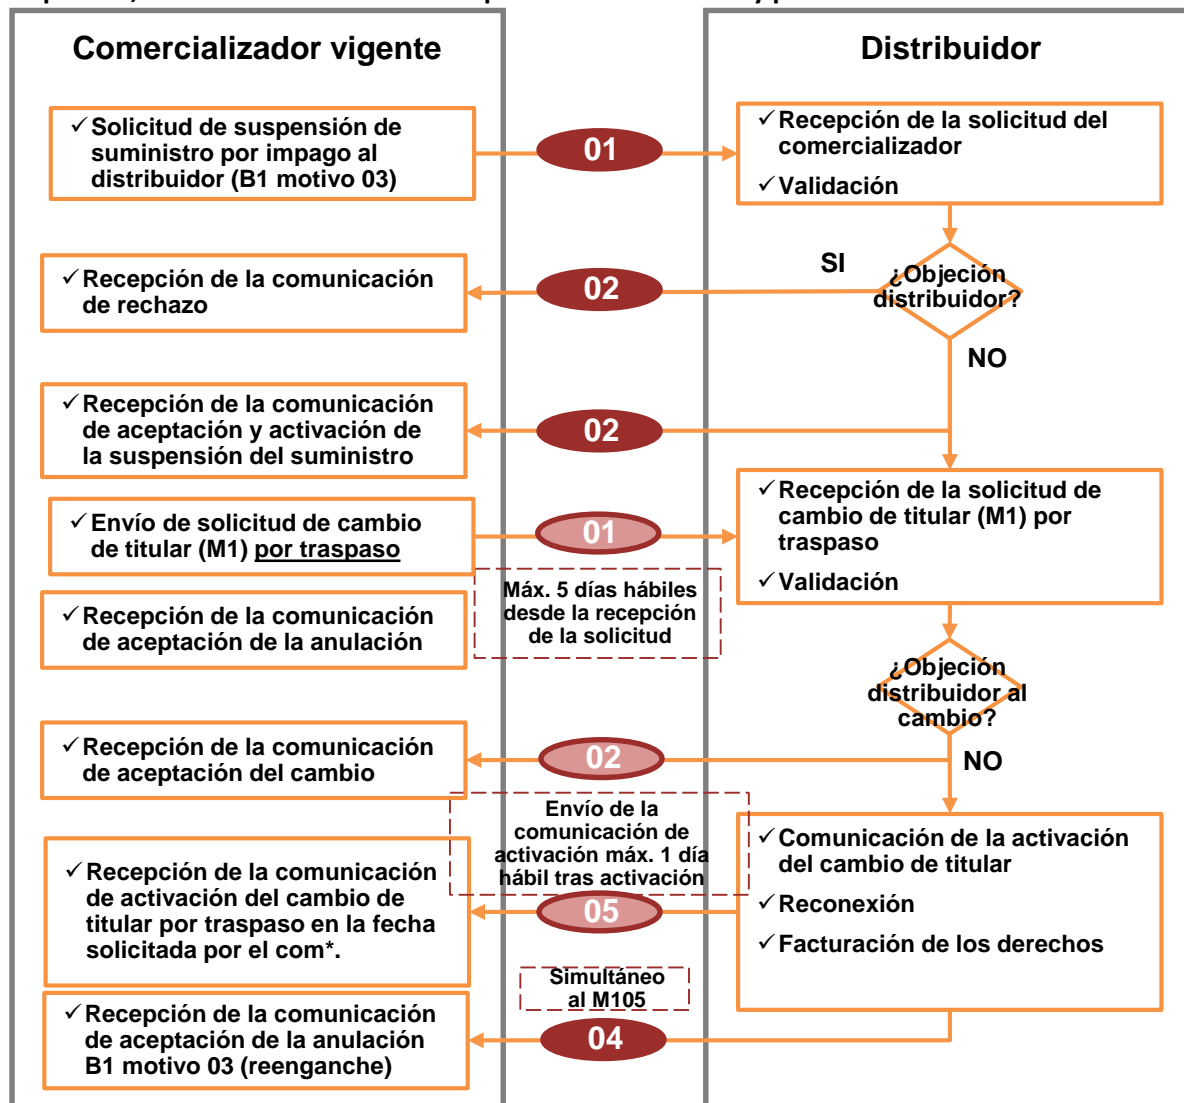 Comercializador vigente
Distribuidor
✓ Solicitud de suspensión de
suministro por impago al
distribuidor (B1 motivo 03)
01
✓ Recepción de la solicitud del
comercializador
✓ Validación
SI
¿Objeción
distribuidor?
✓ Recepción de la comunicación
de rechazo
02
NO
✓ Recepción de la comunicación
de aceptación y activación de
la suspensión del suministro
02
✓ Envío de solicitud de cambio
de titular (M1) por traspaso
01
✓ Recepción de la solicitud de
cambio de titular (M1) por
traspaso
✓ Validación
Máx. 5 días hábiles
desde la recepción
de la solicitud
✓ Recepción de la comunicación
de aceptación de la anulación
¿Objeción
distribuidor al
cambio?
✓ Recepción de la comunicación
de aceptación del cambio
02
NO
Envío de la
comunicación de
activación máx. 1 día
hábil tras activación
✓ Comunicación de la activación
del cambio de titular
✓ Reconexión
✓ Facturación de los derechos
✓ Recepción de la comunicación
de activación del cambio de
titular por traspaso en la fecha
solicitada por el com*.
05
Simultáneo
al M105
✓ Recepción de la comunicación
de aceptación de la anulación
B1 motivo 03 (reenganche)
04